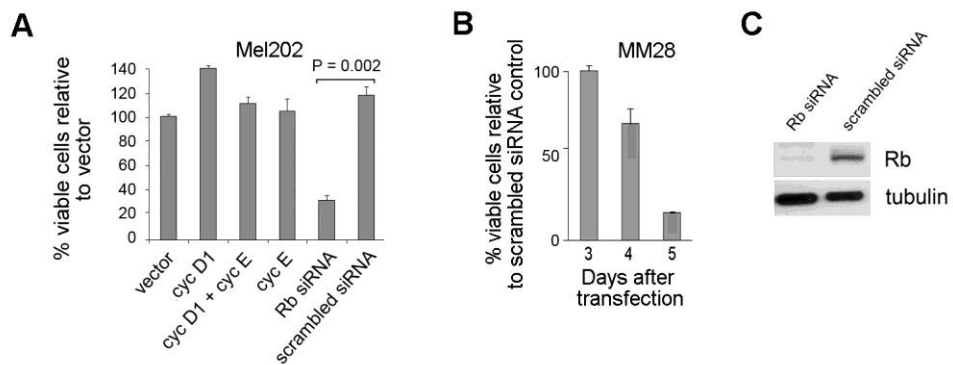 A
Mel202
% viable cells relative
to vector
140
120
100
80
60
40
20
0
P = 0.002
vector
cyc D1
cyc D1 + cyc E
cyc E
Rb siRNA
scrambled siRNA
B
MM28
% viable cells relative
to scrambled siRNA control
100
50
0
3 4 5
Days after
transfection
C
Rb siRNA
scrambled siRNA
Rb
tubulin